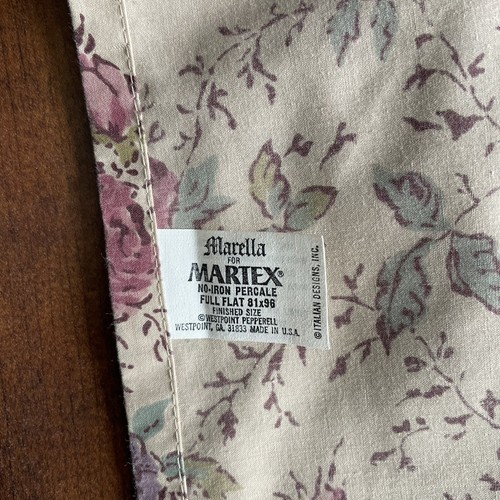 Marella
FOR
MARTEX®
NO-IRON PERCALE
FULL FLAT 81x96
FINISHED SIZE
©WESTPOINT PEPPERELL
WESTPOINT, GA. 31833 MADE IN U.S.A.
©ITALIAN DESIGNS, INC.